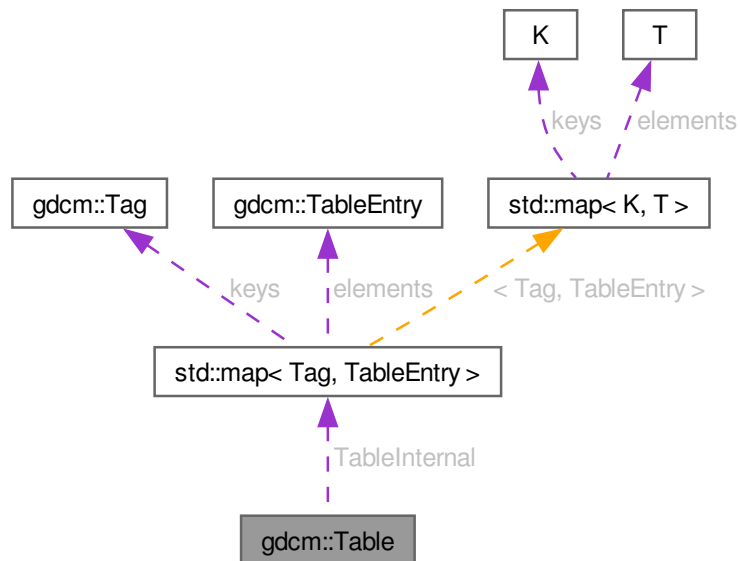 K
T
keys
elements
gdcm::Tag
gdcm::TableEntry
std::map< K, T >
keys
elements
< Tag, TableEntry >
std::map< Tag, TableEntry >
TableInternal
gdcm::Table